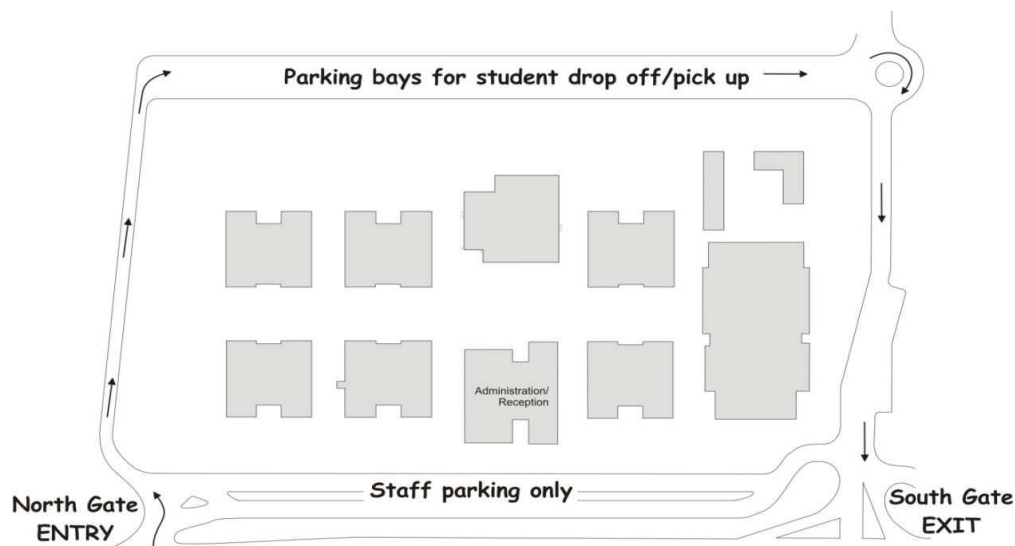 Parking bays for student drop off/pick up
Administration/
Reception
Staff parking only
North Gate
ENTRY
South Gate
EXIT